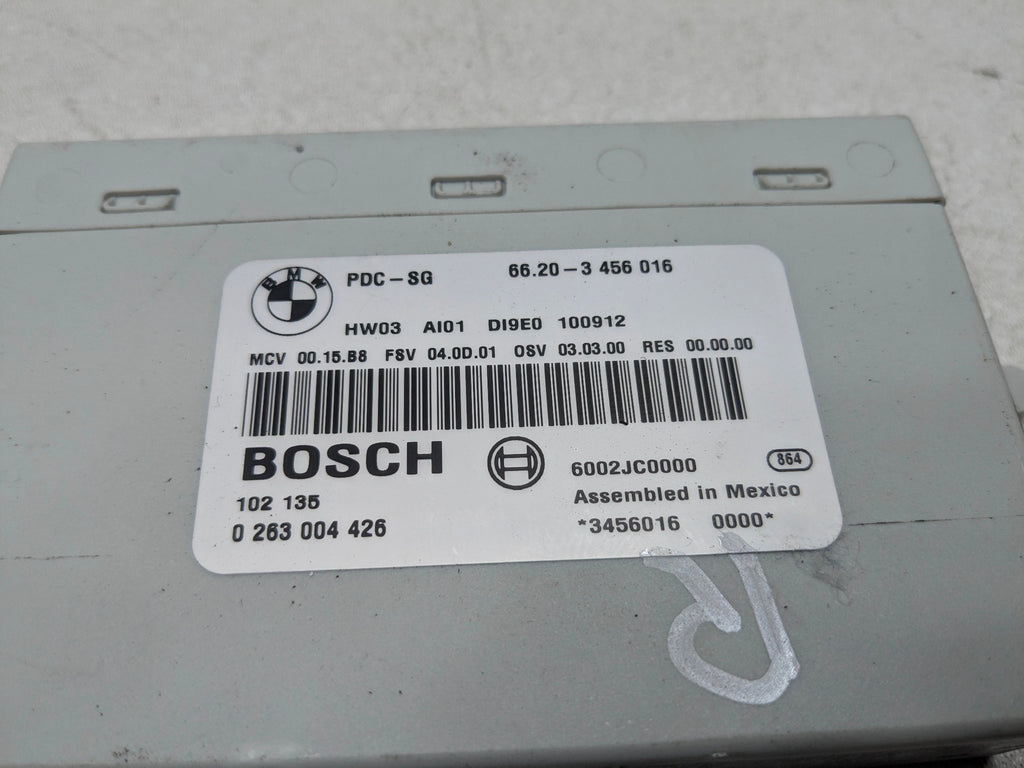 BMW
PDC-SG 66.20-3 456 016
HW03 AI01 DI9E0 100912
MCV 00.15.B8 FSV 04.0D.01 OSV 03.03.00 RES 00.00.00
BOSCH
6002JC0000 864
102 135 Assembled in Mexico
0 263 004 426 *3456016 0000*